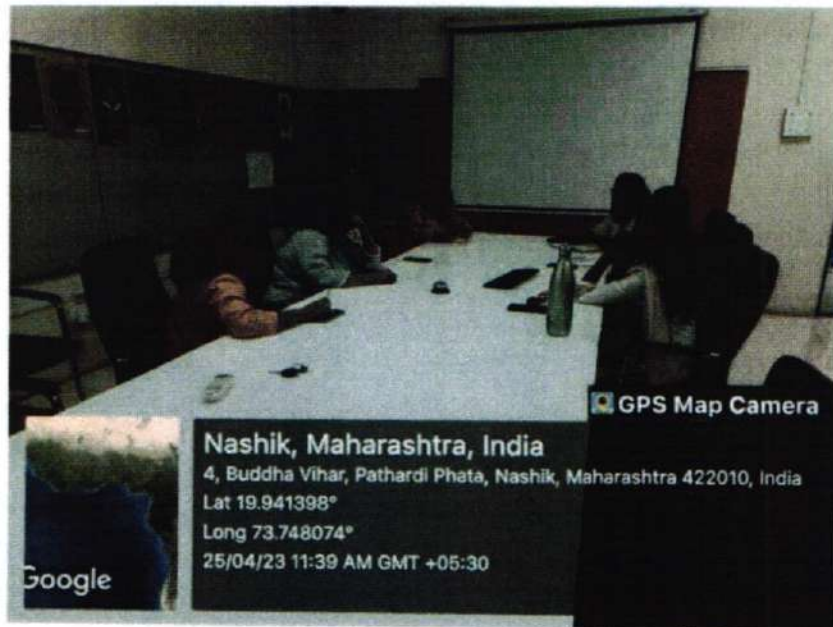 GPS Map Camera
Nashik, Maharashtra, India
4, Buddha Vihar, Pathardi Phata, Nashik, Maharashtra 422010, India
Lat 19.941398°
Long 73.748074°
25/04/23 11:39 AM GMT +05:30
Google